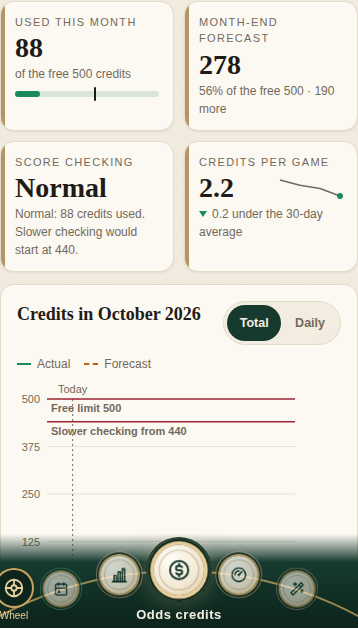 USED THIS MONTH
88
of the free 500 credits
MONTH-END
FORECAST
278
56% of the free 500 · 190
more
SCORE CHECKING
Normal
Normal: 88 credits used.
Slower checking would
start at 440.
CREDITS PER GAME
2.2
0.2 under the 30-day
average
Credits in October 2026
Total
Daily
Actual
Forecast
Today
500
Free limit 500
Slower checking from 440
375
250
125
Wheel
Odds credits